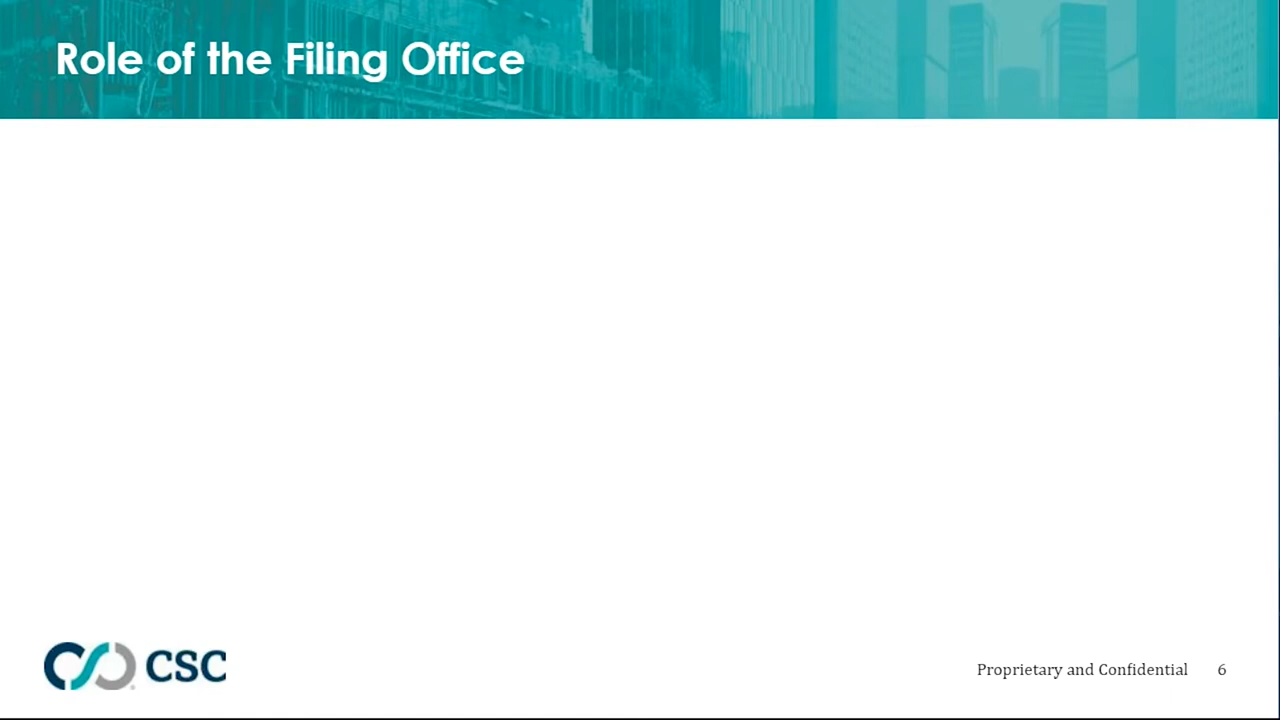 Role of the Filing Office
CSC
Proprietary and Confidential 6